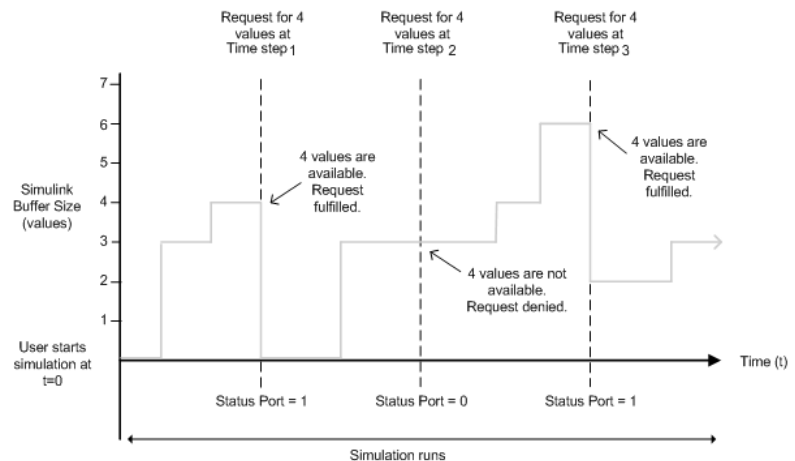 Request for 4
values at
Time step 1
Request for 4
values at
Time step 2
Request for 4
values at
Time step 3
7
6
5
4
3
2
1
Simulink
Buffer Size
(values)
4 values are
available.
Request
fulfilled.
4 values are not
available.
Request denied.
4 values are
available.
Request
fulfilled.
User starts
simulation at
t=0
Time (t)
Status Port = 1
Status Port = 0
Status Port = 1
Simulation runs